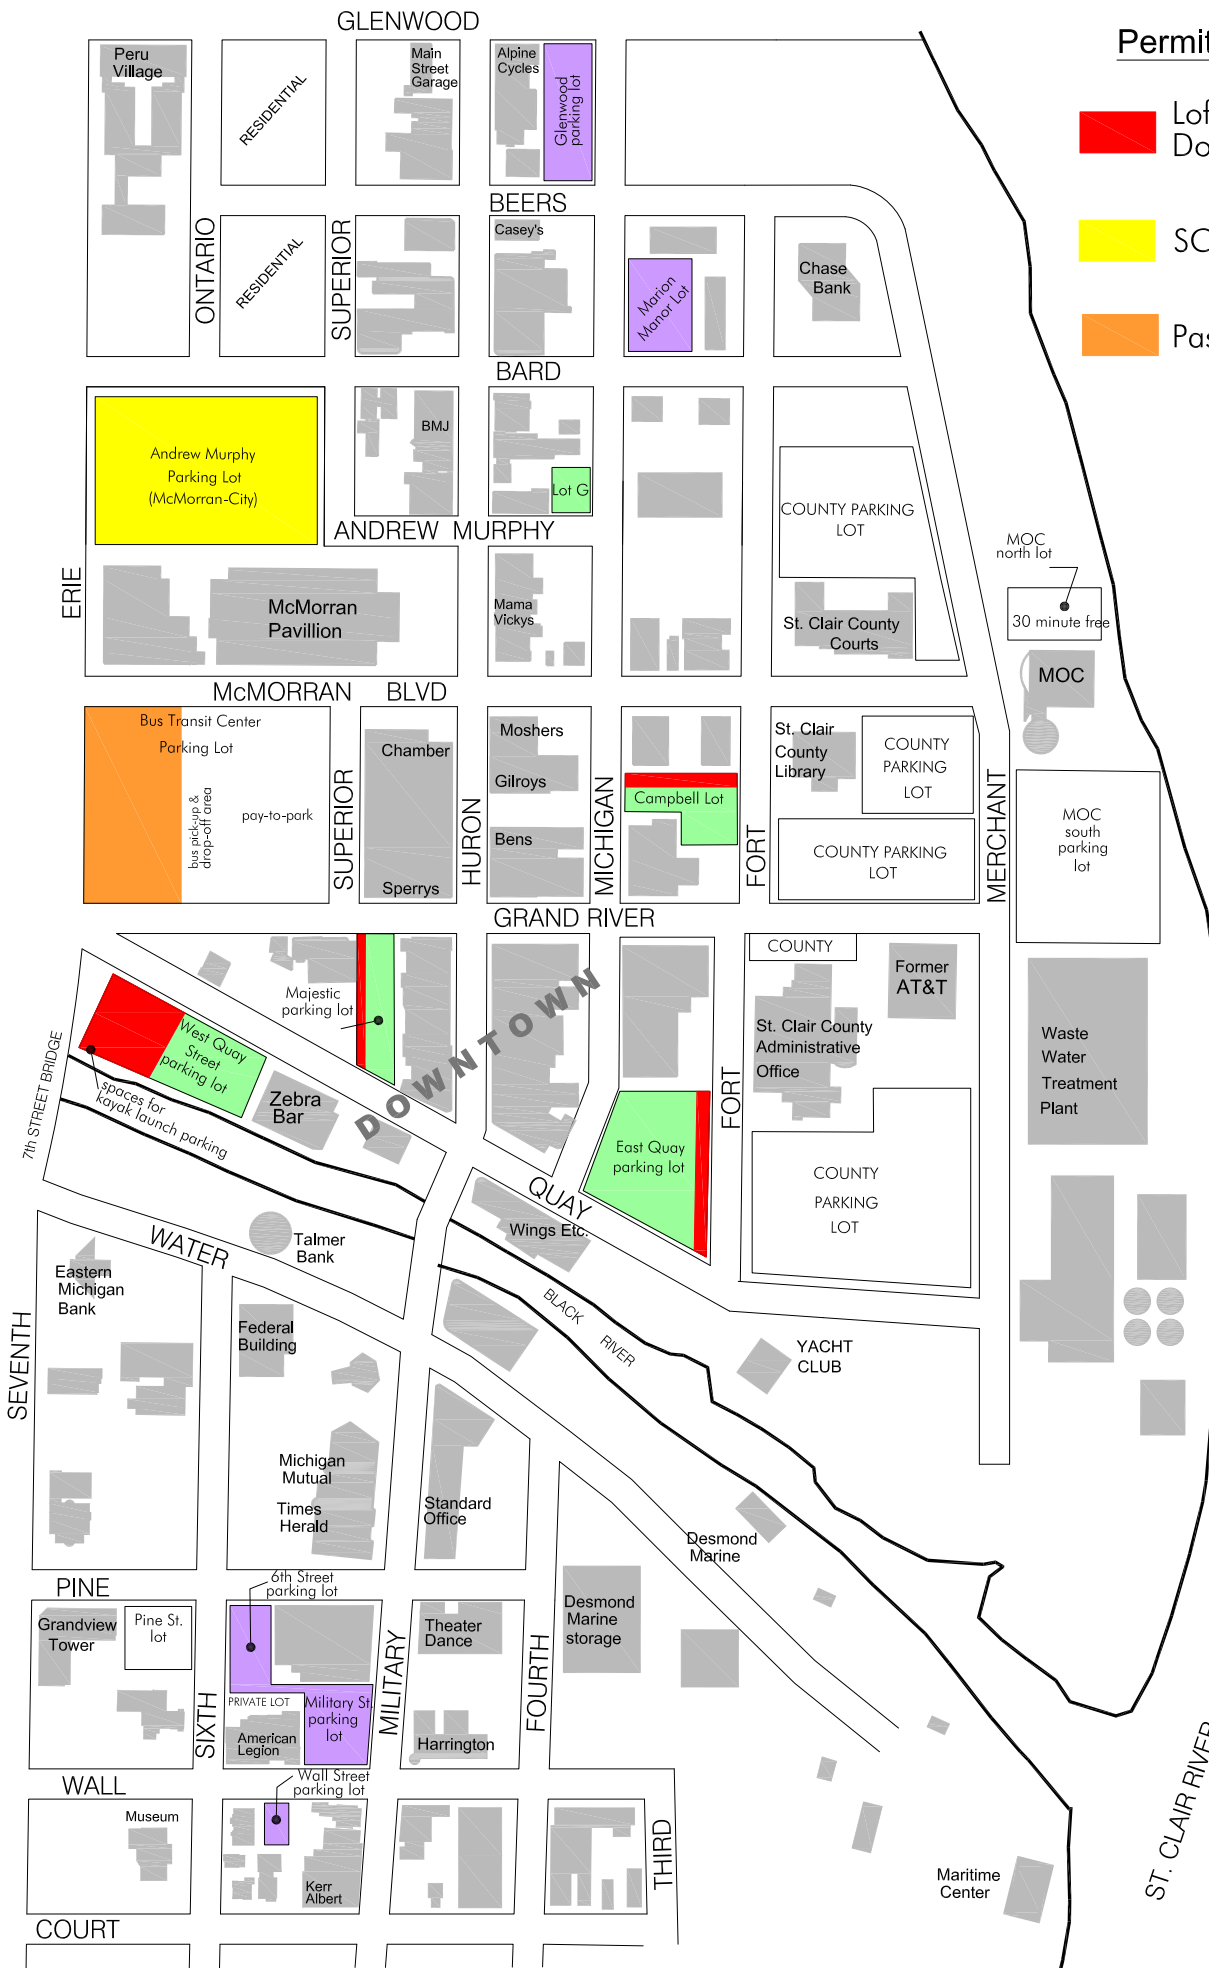 GLENWOOD
Permit
Peru
Village
RESIDENTIAL
Main
Street
Garage
Alpine
Cycles
Glenwood
parking lot
Lof
Do
BEERS
ONTARIO
RESIDENTIAL
SUPERIOR
Casey's
Marion
Manor Lot
Chase
Bank
SC
Pas
BARD
Andrew Murphy
Parking Lot
(McMorran-City)
BMJ
Lot G
COUNTY PARKING
LOT
ANDREW MURPHY
MOC
north lot
ERIE
McMorran
Pavillion
Mama
Vickys
St. Clair County
Courts
30 minute free
MOC
McMORRAN BLVD
Bus Transit Center
Parking Lot
bus pick-up &
drop-off area
pay-to-park
SUPERIOR
Chamber
Sperrys
HURON
Moshers
Gilroys
Bens
MICHIGAN
Campbell Lot
FORT
St. Clair
County
Library
COUNTY
PARKING
LOT
COUNTY PARKING
LOT
MERCHANT
MOC
south
parking
lot
GRAND RIVER
Majestic
parking lot
DOWNTOWN
COUNTY
Former
AT&T
St. Clair County
Administrative
Office
Waste
Water
Treatment
Plant
7th STREET BRIDGE
West Quay
Street
parking lot
spaces for
kayak launch parking
Zebra
Bar
East Quay
parking lot
FORT
COUNTY
PARKING
LOT
QUAY
WATER
Talmer
Bank
Wings Etc.
Eastern
Michigan
Bank
BLACK
RIVER
SEVENTH
Federal
Building
YACHT
CLUB
Michigan
Mutual
Times
Herald
Standard
Office
Desmond
Marine
PINE
6th Street
parking lot
Grandview
Tower
Pine St.
lot
Theater
Dance
Desmond
Marine
storage
SIXTH
PRIVATE LOT
Military St.
parking
lot
American
Legion
MILITARY
Harrington
FOURTH
WALL
Wall Street
parking lot
Museum
Kerr
Albert
THIRD
Maritime
Center
ST. CLAIR RIVER
COURT